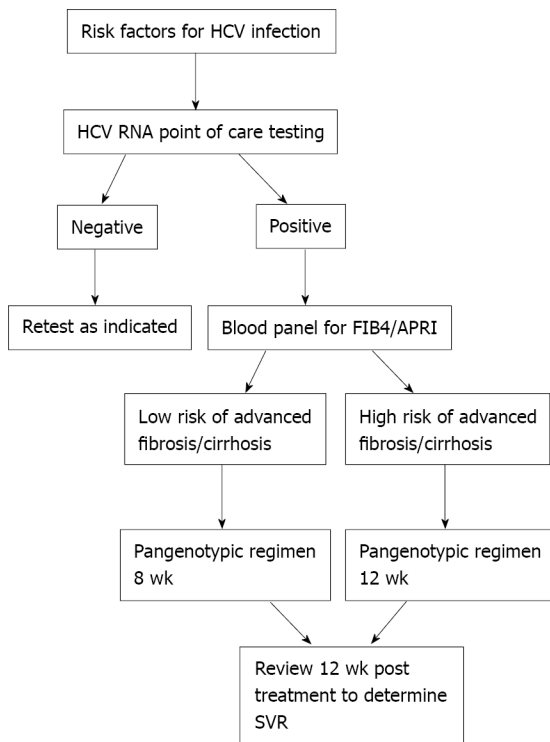 Risk factors for HCV infection
HCV RNA point of care testing
Negative
Positive
Retest as indicated
Blood panel for FIB4/APRI
Low risk of advanced
fibrosis/cirrhosis
High risk of advanced
fibrosis/cirrhosis
Pangenotypic regimen
8 wk
Pangenotypic regimen
12 wk
Review 12 wk post
treatment to determine
SVR